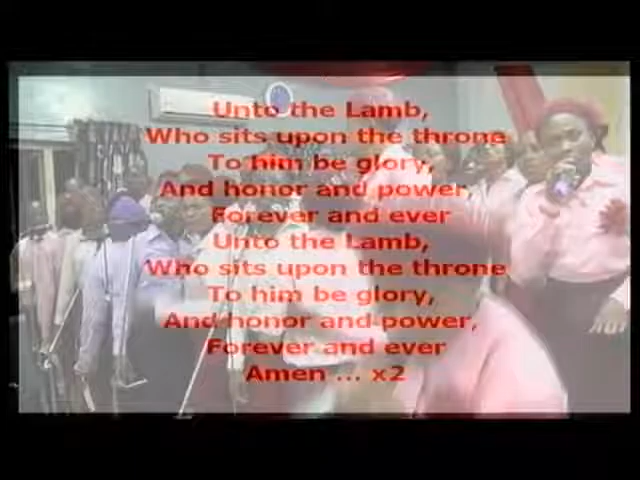 Unto the Lamb,
Who sits upon the throne
To him be glory,
And honor and power,
Forever and ever
Unto the Lamb,
Who sits upon the throne
To him be glory,
And honor and power,
Forever and ever
Amen ... x2